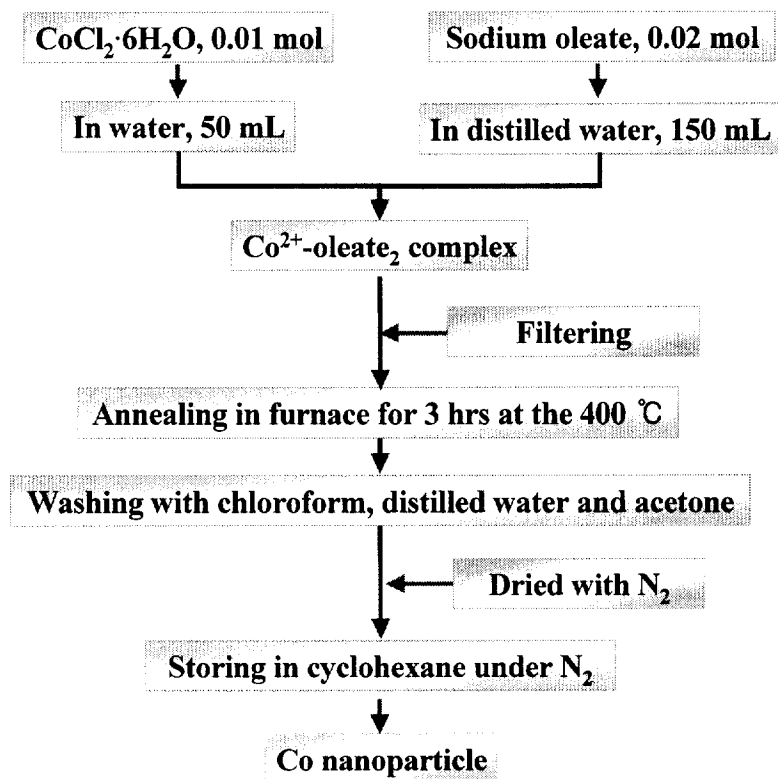 CoCl₂·6H₂O, 0.01 mol
Sodium oleate, 0.02 mol
In water, 50 mL
In distilled water, 150 mL
Co²⁺-oleate₂ complex
Filtering
Annealing in furnace for 3 hrs at the 400 ℃
Washing with chloroform, distilled water and acetone
Dried with N₂
Storing in cyclohexane under N₂
Co nanoparticle